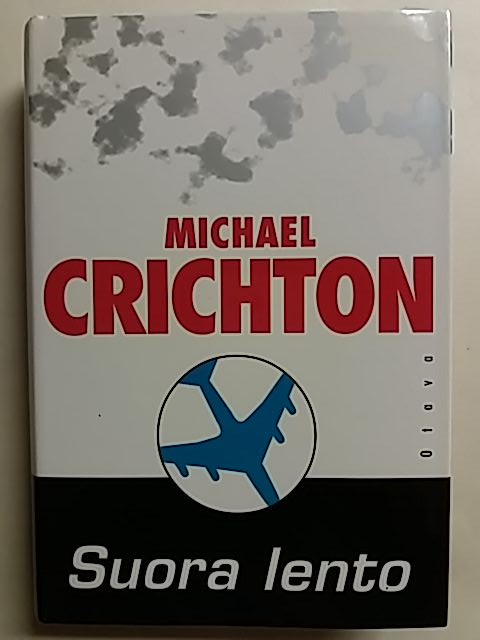 MICHAEL
CRICHTON
Otava
Suora lento